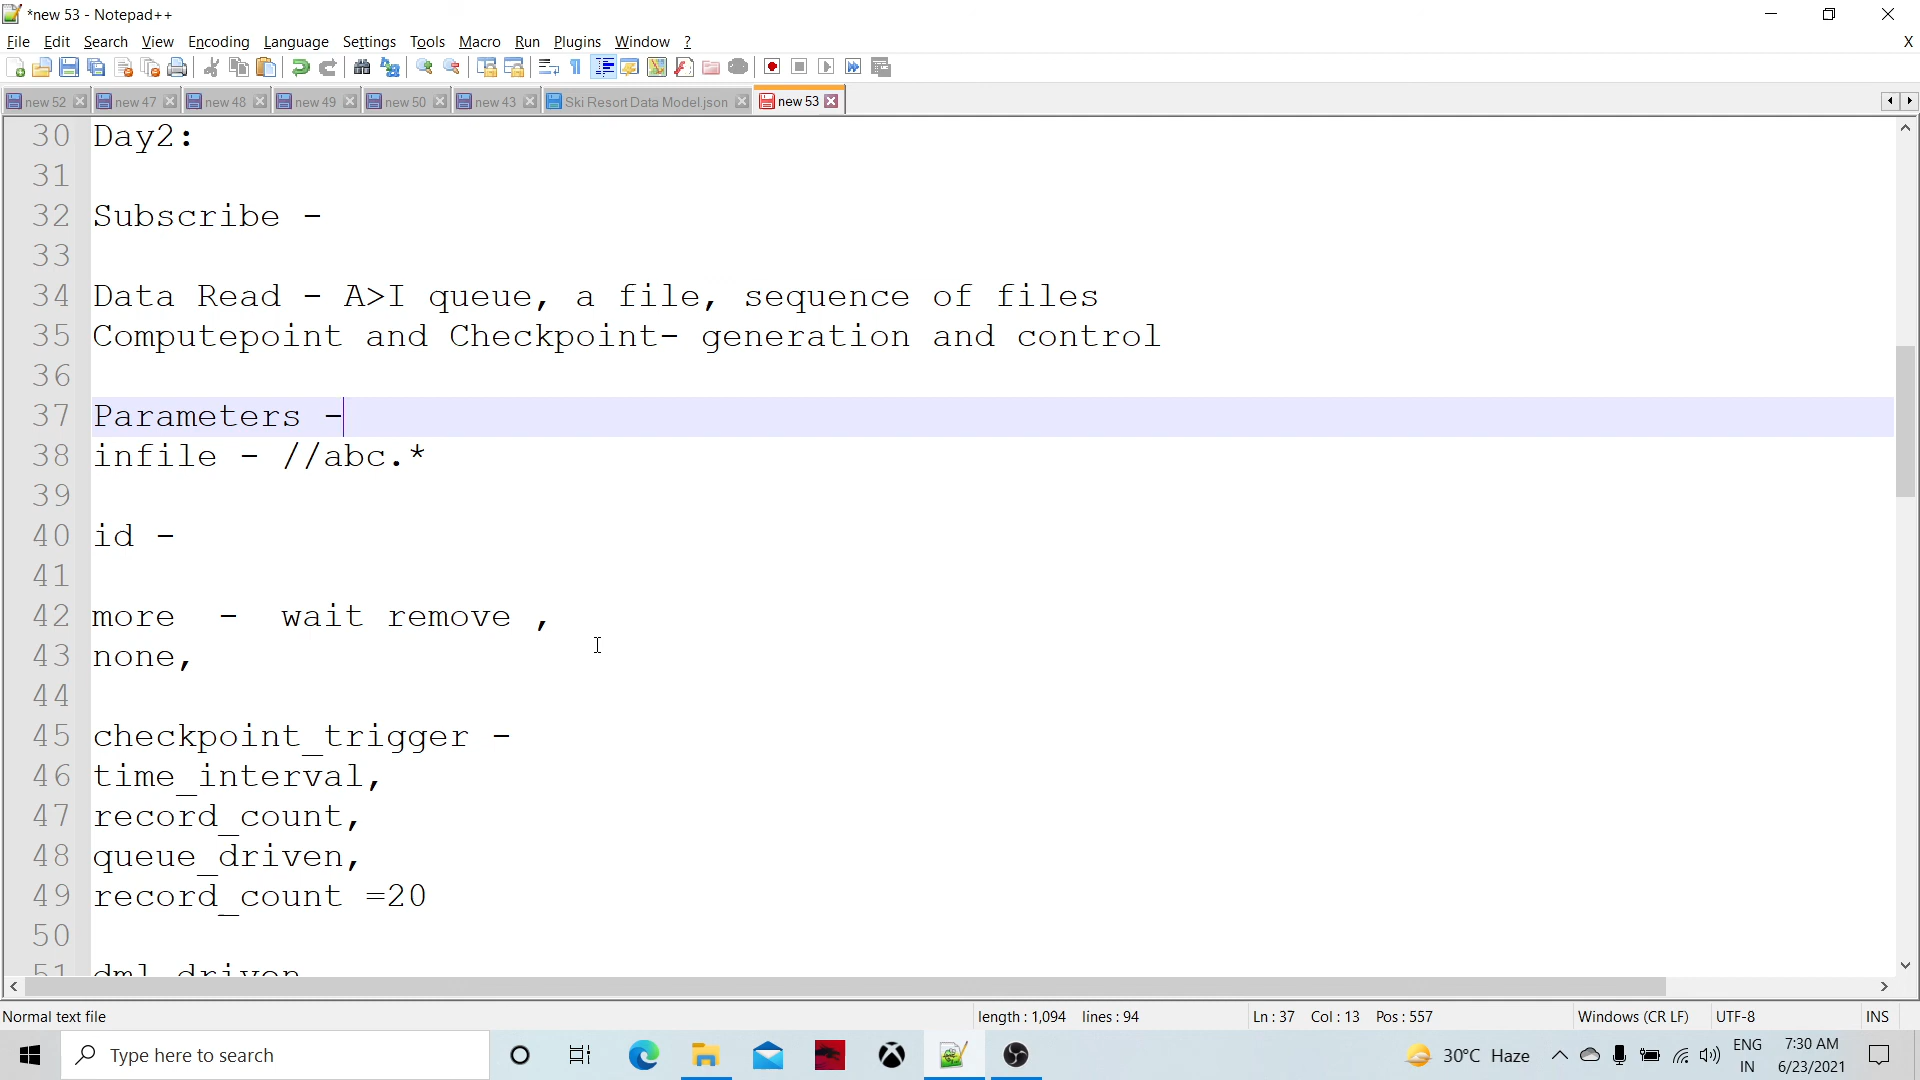 *new 53 - Notepad++
File Edit Search View Encoding Language Settings Tools Macro Run Plugins Window ?
X
new 52 new 47 new 48 new 49 new 50 new 43 Ski Resort Data Model.json new 53
30 Day2:
31
32 Subscribe -
33
34 Data Read - A>I queue, a file, sequence of files
35 Computepoint and Checkpoint- generation and control
36
37 Parameters -
38 infile - //abc.*
39
40 id -
41
42 more - wait remove ,
43 none,
44
45 checkpoint_trigger -
46 time_interval,
47 record_count,
48 queue_driven,
49 record_count =20
50
51 dml_driven
Normal text file length : 1,094 lines : 94 Ln : 37 Col : 13 Pos : 557 Windows (CR LF) UTF-8 INS
Type here to search 30°C Haze ENG IN 7:30 AM 6/23/2021